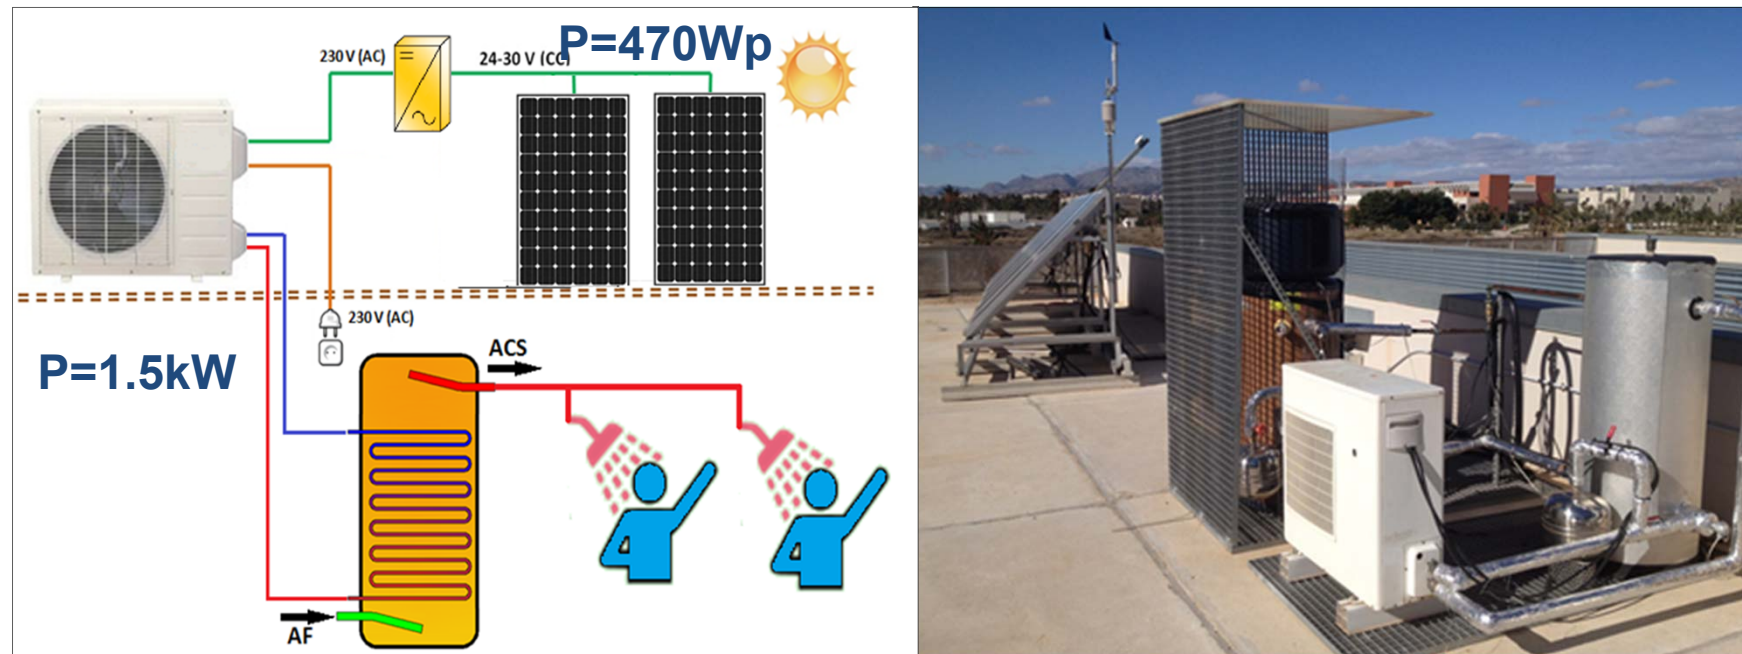 P=470Wp
230 V (AC)
24-30 V (CC)
230 V (AC)
P=1.5kW
ACS
AF